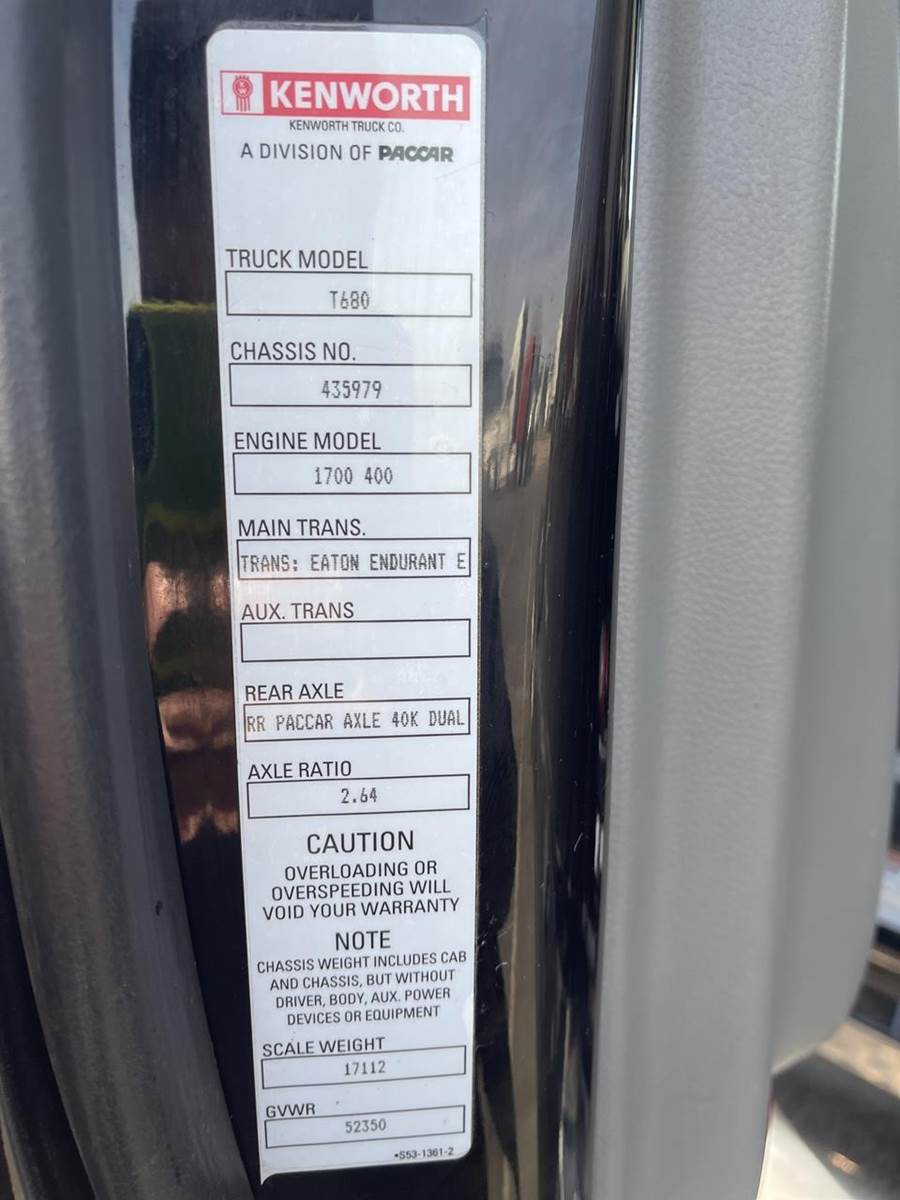 KENWORTH
KENWORTH TRUCK CO.
A DIVISION OF PACCAR
TRUCK MODEL
T680
CHASSIS NO.
435979
ENGINE MODEL
1700 400
MAIN TRANS.
TRANS: EATON ENDURANT E
AUX. TRANS
REAR AXLE
RR PACCAR AXLE 40K DUAL
AXLE RATIO
2.64
CAUTION
OVERLOADING OR
OVERSPEEDING WILL
VOID YOUR WARRANTY
NOTE
CHASSIS WEIGHT INCLUDES CAB
AND CHASSIS, BUT WITHOUT
DRIVER, BODY, AUX. POWER
DEVICES OR EQUIPMENT
SCALE WEIGHT
17112
GVWR
52350
•S53-1361-2